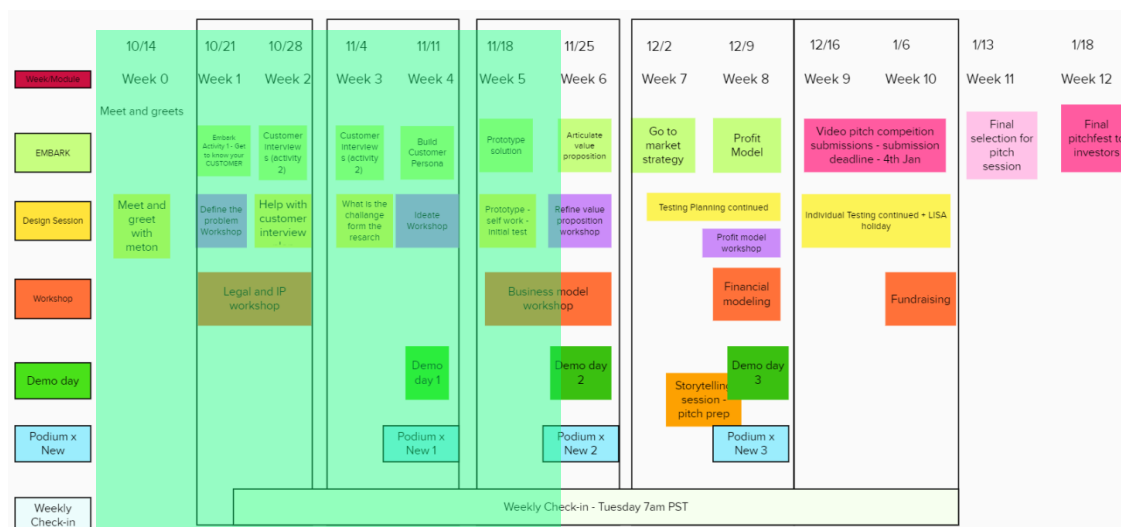 10/14 10/21 10/28 11/4 11/11 11/18 11/25 12/2 12/9 12/16 1/6 1/13 1/18
Week/Module Week 0 Week 1 Week 2 Week 3 Week 4 Week 5 Week 6 Week 7 Week 8 Week 9 Week 10 Week 11 Week 12
Meet and greets
EMBARK
Embark
Activity 1 - Get
to know your
CUSTOMER
Customer
interview
s (activity
2)
Customer
interview
s (activity
2)
Build
Customer
Persona
Prototype
solution
Articulate
value
proposition
Go to
market
strategy
Profit
Model
Video pitch compeition
submissions - submission
deadline - 4th Jan
Final
selection for
pitch
session
Final
pitchfest to
investors
Design Session
Meet and
greet
with
meton
Define the
problem
Workshop
Help with
customer
interview
What is the
challange
form the
resarch
Ideate
Workshop
Prototype -
self work -
initial test
Refine value
proposition
workshop
Testing Planning continued
Profit model
workshop
Individual Testing continued + LISA
holiday
Workshop
Legal and IP
workshop
Business model
workshop
Financial
modeling
Fundraising
Demo day
Demo
day 1
Demo day
2
Storytelling
session -
pitch prep
Demo day
3
Podium x
New
Podium x
New 1
Podium x
New 2
Podium x
New 3
Weekly
Check-in
Weekly Check-in - Tuesday 7am PST